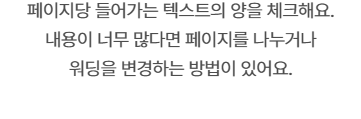 페이지당 들어가는 텍스트의 양을 체크해요.
내용이 너무 많다면 페이지를 나누거나
워딩을 변경하는 방법이 있어요.